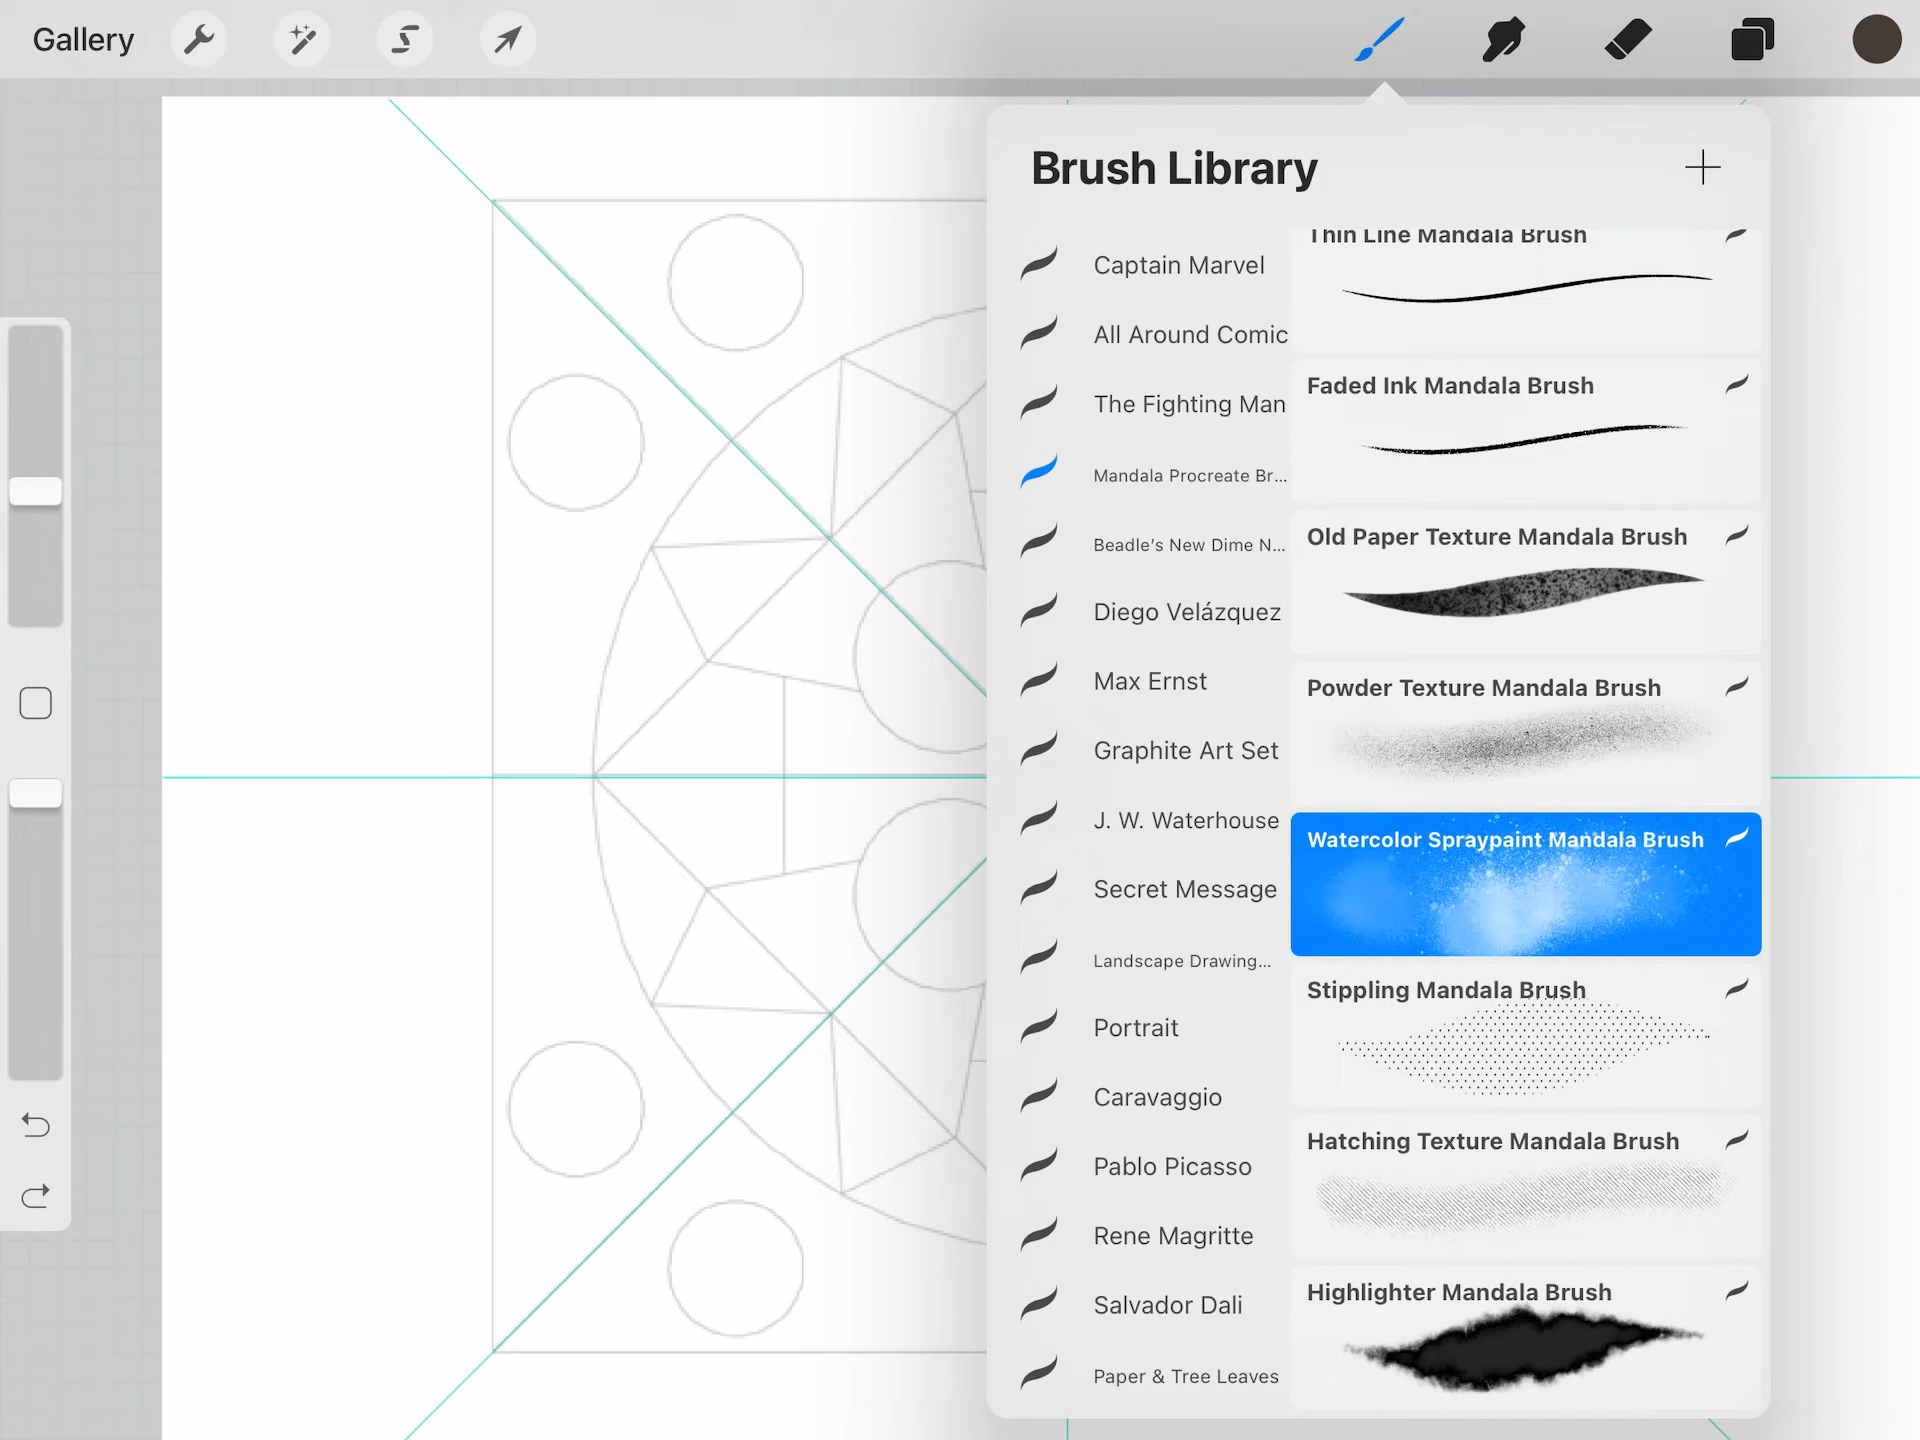 Gallery
Brush Library
Captain Marvel
All Around Comic
The Fighting Man
Mandala Procreate Br...
Beadle's New Dime N...
Diego Velázquez
Max Ernst
Graphite Art Set
J. W. Waterhouse
Secret Message
Landscape Drawing...
Portrait
Caravaggio
Pablo Picasso
Rene Magritte
Salvador Dali
Paper & Tree Leaves
Thin Line Mandala Brush
Faded Ink Mandala Brush
Old Paper Texture Mandala Brush
Powder Texture Mandala Brush
Watercolor Spraypaint Mandala Brush
Stippling Mandala Brush
Hatching Texture Mandala Brush
Highlighter Mandala Brush